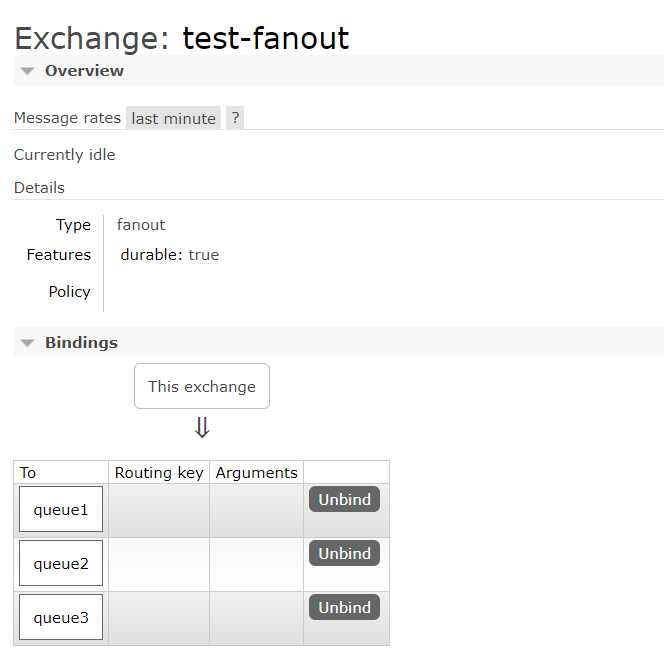 Exchange: test-fanout
Overview
Message rates last minute ?
Currently idle
Details
Type fanout
Features durable: true
Policy
Bindings
This exchange
⇓
To Routing key Arguments
queue1 Unbind
queue2 Unbind
queue3 Unbind